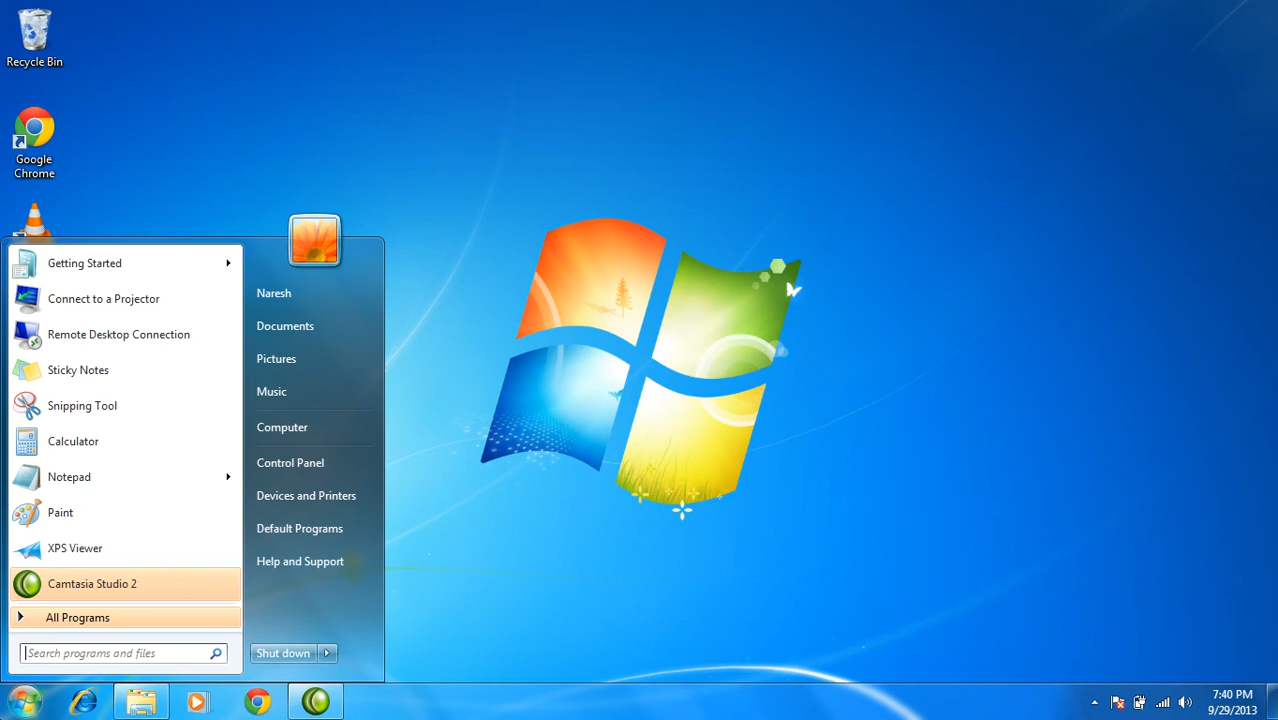 Recycle Bin
Google
Chrome
Getting Started
Connect to a Projector
Remote Desktop Connection
Sticky Notes
Snipping Tool
Calculator
Notepad
Paint
XPS Viewer
Camtasia Studio 2
All Programs
Search programs and files
Naresh
Documents
Pictures
Music
Computer
Control Panel
Devices and Printers
Default Programs
Help and Support
Shut down
7:40 PM
9/29/2013